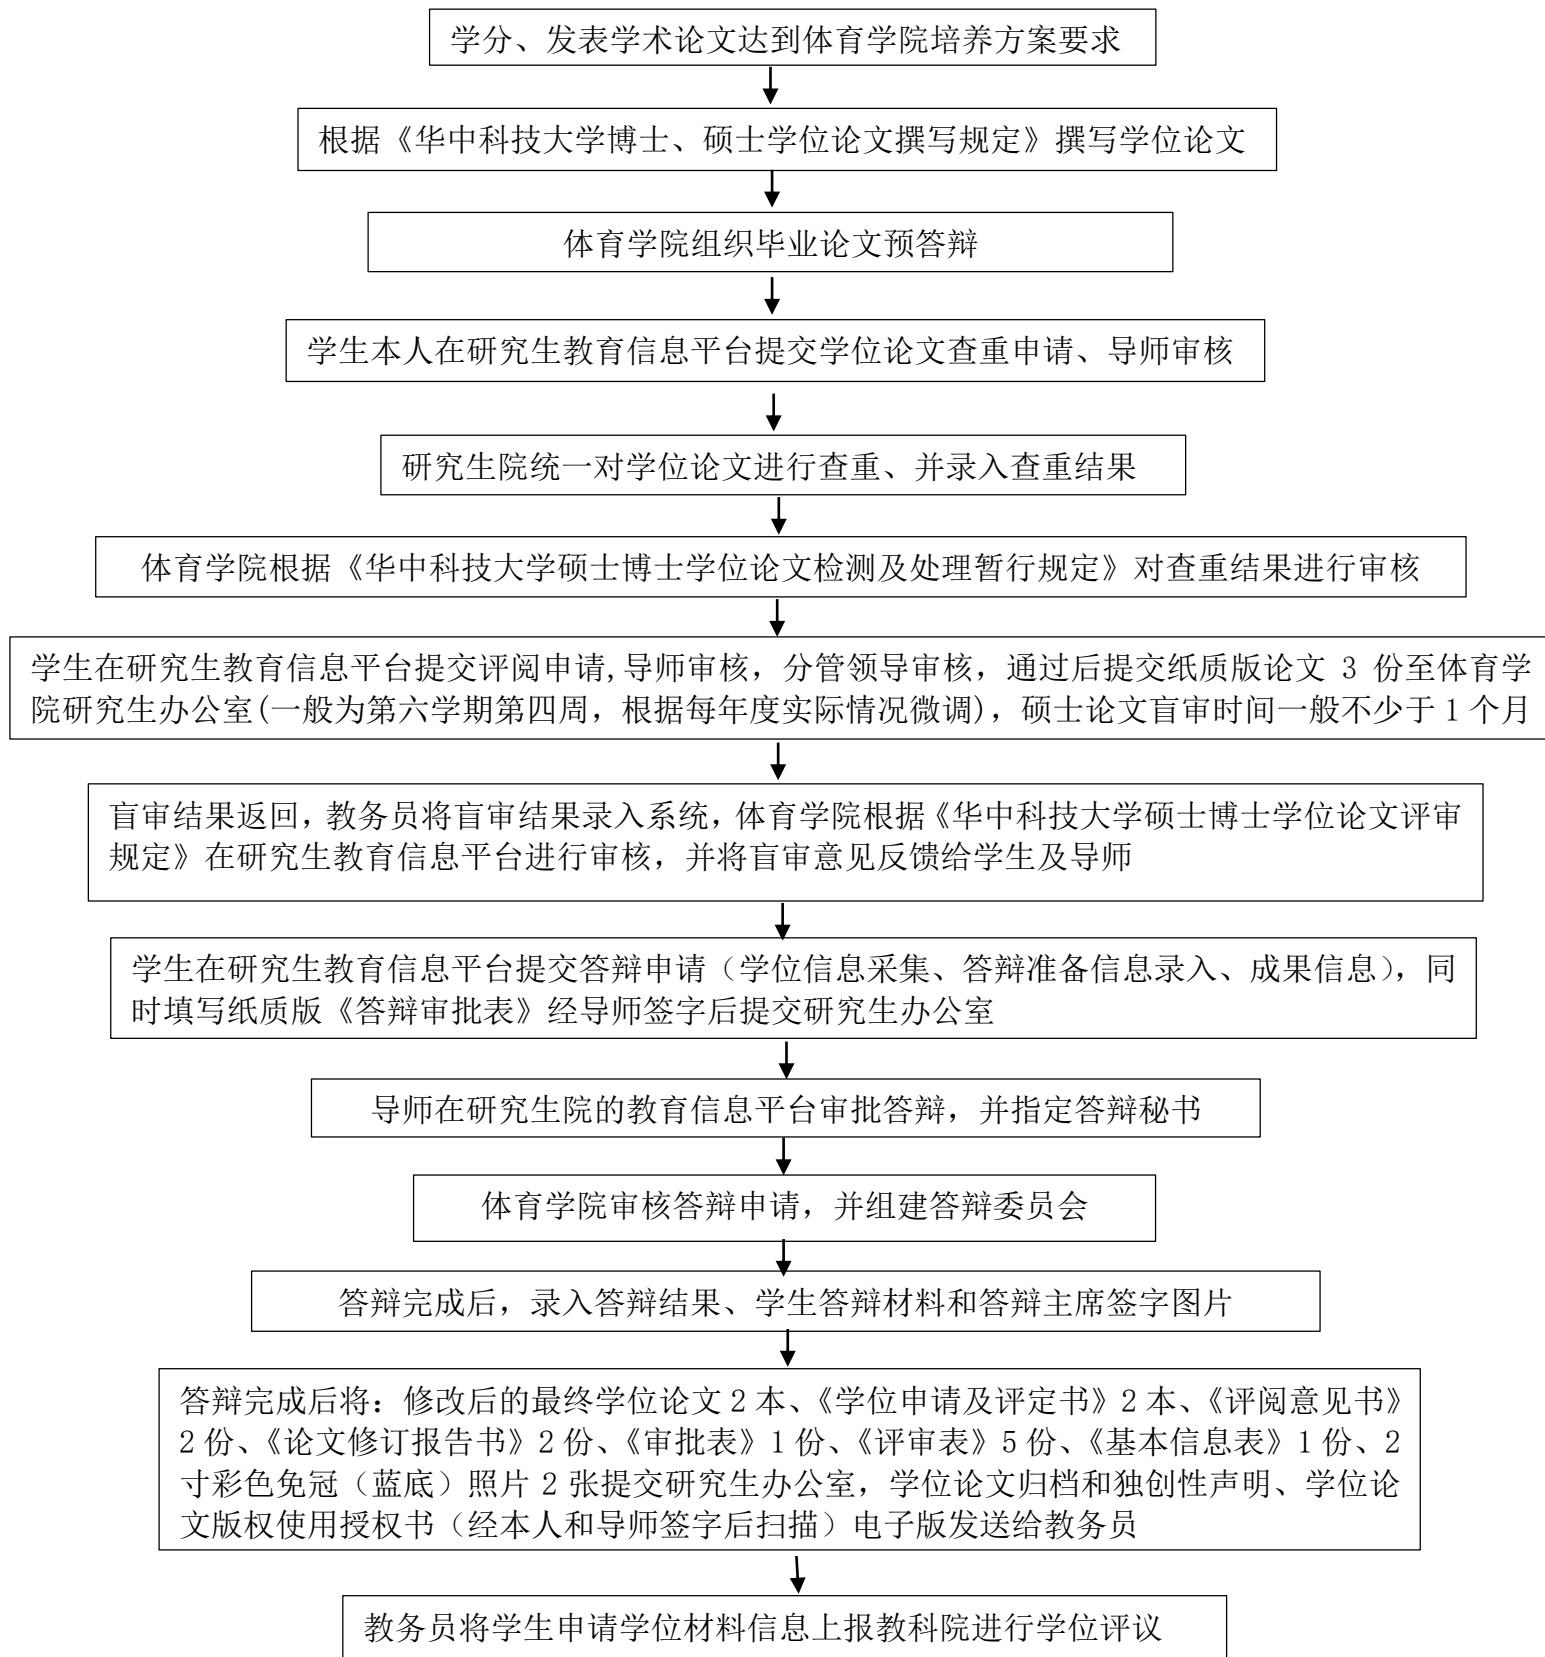 学分、发表学术论文达到体育学院培养方案要求
根据《华中科技大学博士、硕士学位论文撰写规定》撰写学位论文
体育学院组织毕业论文预答辩
学生本人在研究生教育信息平台提交学位论文查重申请、导师审核
研究生院统一对学位论文进行查重、并录入查重结果
体育学院根据《华中科技大学硕士博士学位论文检测及处理暂行规定》对查重结果进行审核
学生在研究生教育信息平台提交评阅申请,导师审核，分管领导审核，通过后提交纸质版论文 3 份至体育学
院研究生办公室(一般为第六学期第四周，根据每年度实际情况微调)，硕士论文盲审时间一般不少于 1 个月
盲审结果返回，教务员将盲审结果录入系统，体育学院根据《华中科技大学硕士博士学位论文评审
规定》在研究生教育信息平台进行审核，并将盲审意见反馈给学生及导师
学生在研究生教育信息平台提交答辩申请（学位信息采集、答辩准备信息录入、成果信息），同
时填写纸质版《答辩审批表》经导师签字后提交研究生办公室
导师在研究生院的教育信息平台审批答辩，并指定答辩秘书
体育学院审核答辩申请，并组建答辩委员会
答辩完成后，录入答辩结果、学生答辩材料和答辩主席签字图片
答辩完成后将：修改后的最终学位论文 2 本、《学位申请及评定书》2 本、《评阅意见书》
2 份、《论文修订报告书》2 份、《审批表》1 份、《评审表》5 份、《基本信息表》1 份、2
寸彩色免冠（蓝底）照片 2 张提交研究生办公室，学位论文归档和独创性声明、学位论
文版权使用授权书（经本人和导师签字后扫描）电子版发送给教务员
教务员将学生申请学位材料信息上报教科院进行学位评议